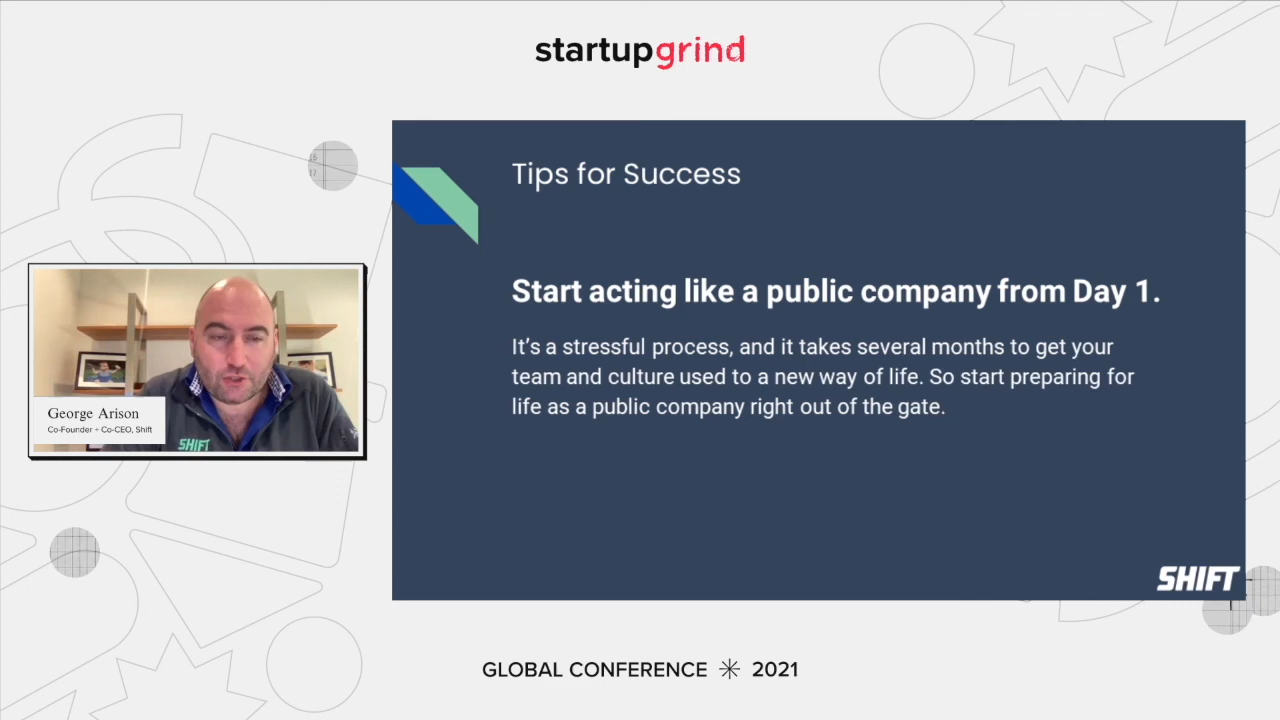 startupgrind
16
17
Tips for Success
Start acting like a public company from Day 1.
It’s a stressful process, and it takes several months to get your
team and culture used to a new way of life. So start preparing for
life as a public company right out of the gate.
George Arison
Co-Founder + Co-CEO, Shift
SHIFT
SHIFT
GLOBAL CONFERENCE 2021